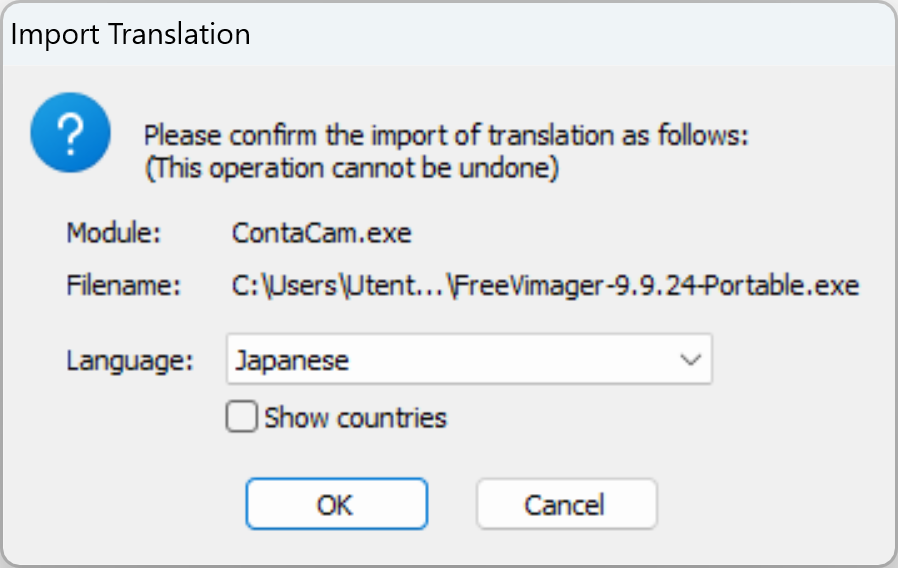 Import Translation
Please confirm the import of translation as follows:
(This operation cannot be undone)
Module: ContaCam.exe
Filename: C:\Users\Utent...\FreeVimager-9.9.24-Portable.exe
Language: Japanese
Show countries
OK Cancel